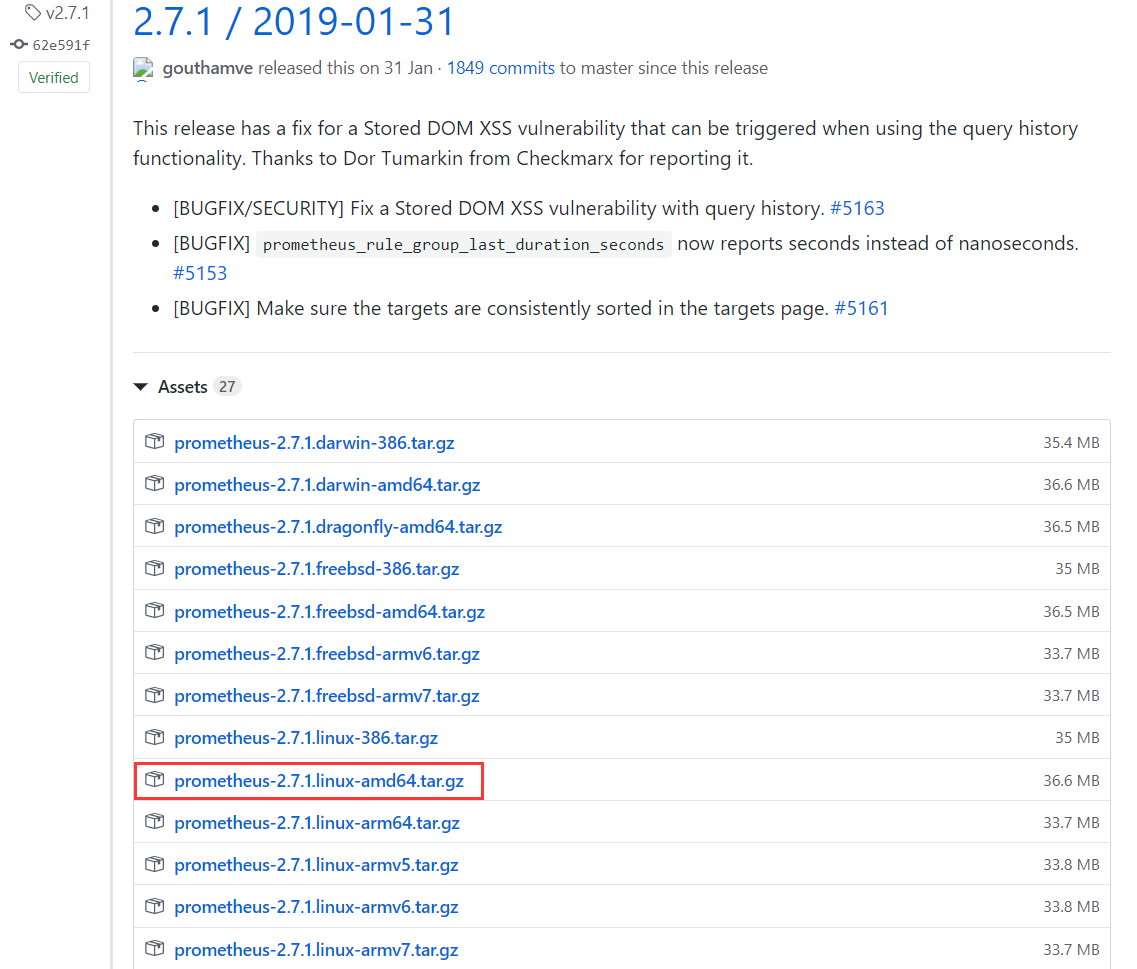 v2.7.1
62e591f
Verified
2.7.1 / 2019-01-31
gouthamve released this on 31 Jan · 1849 commits to master since this release
This release has a fix for a Stored DOM XSS vulnerability that can be triggered when using the query history
functionality. Thanks to Dor Tumarkin from Checkmarx for reporting it.
• [BUGFIX/SECURITY] Fix a Stored DOM XSS vulnerability with query history. #5163
• [BUGFIX] prometheus_rule_group_last_duration_seconds now reports seconds instead of nanoseconds.
#5153
• [BUGFIX] Make sure the targets are consistently sorted in the targets page. #5161
Assets 27
prometheus-2.7.1.darwin-386.tar.gz 35.4 MB
prometheus-2.7.1.darwin-amd64.tar.gz 36.6 MB
prometheus-2.7.1.dragonfly-amd64.tar.gz 36.5 MB
prometheus-2.7.1.freebsd-386.tar.gz 35 MB
prometheus-2.7.1.freebsd-amd64.tar.gz 36.5 MB
prometheus-2.7.1.freebsd-armv6.tar.gz 33.7 MB
prometheus-2.7.1.freebsd-armv7.tar.gz 33.7 MB
prometheus-2.7.1.linux-386.tar.gz 35 MB
prometheus-2.7.1.linux-amd64.tar.gz 36.6 MB
prometheus-2.7.1.linux-arm64.tar.gz 33.7 MB
prometheus-2.7.1.linux-armv5.tar.gz 33.8 MB
prometheus-2.7.1.linux-armv6.tar.gz 33.8 MB
prometheus-2.7.1.linux-armv7.tar.gz 33.7 MB